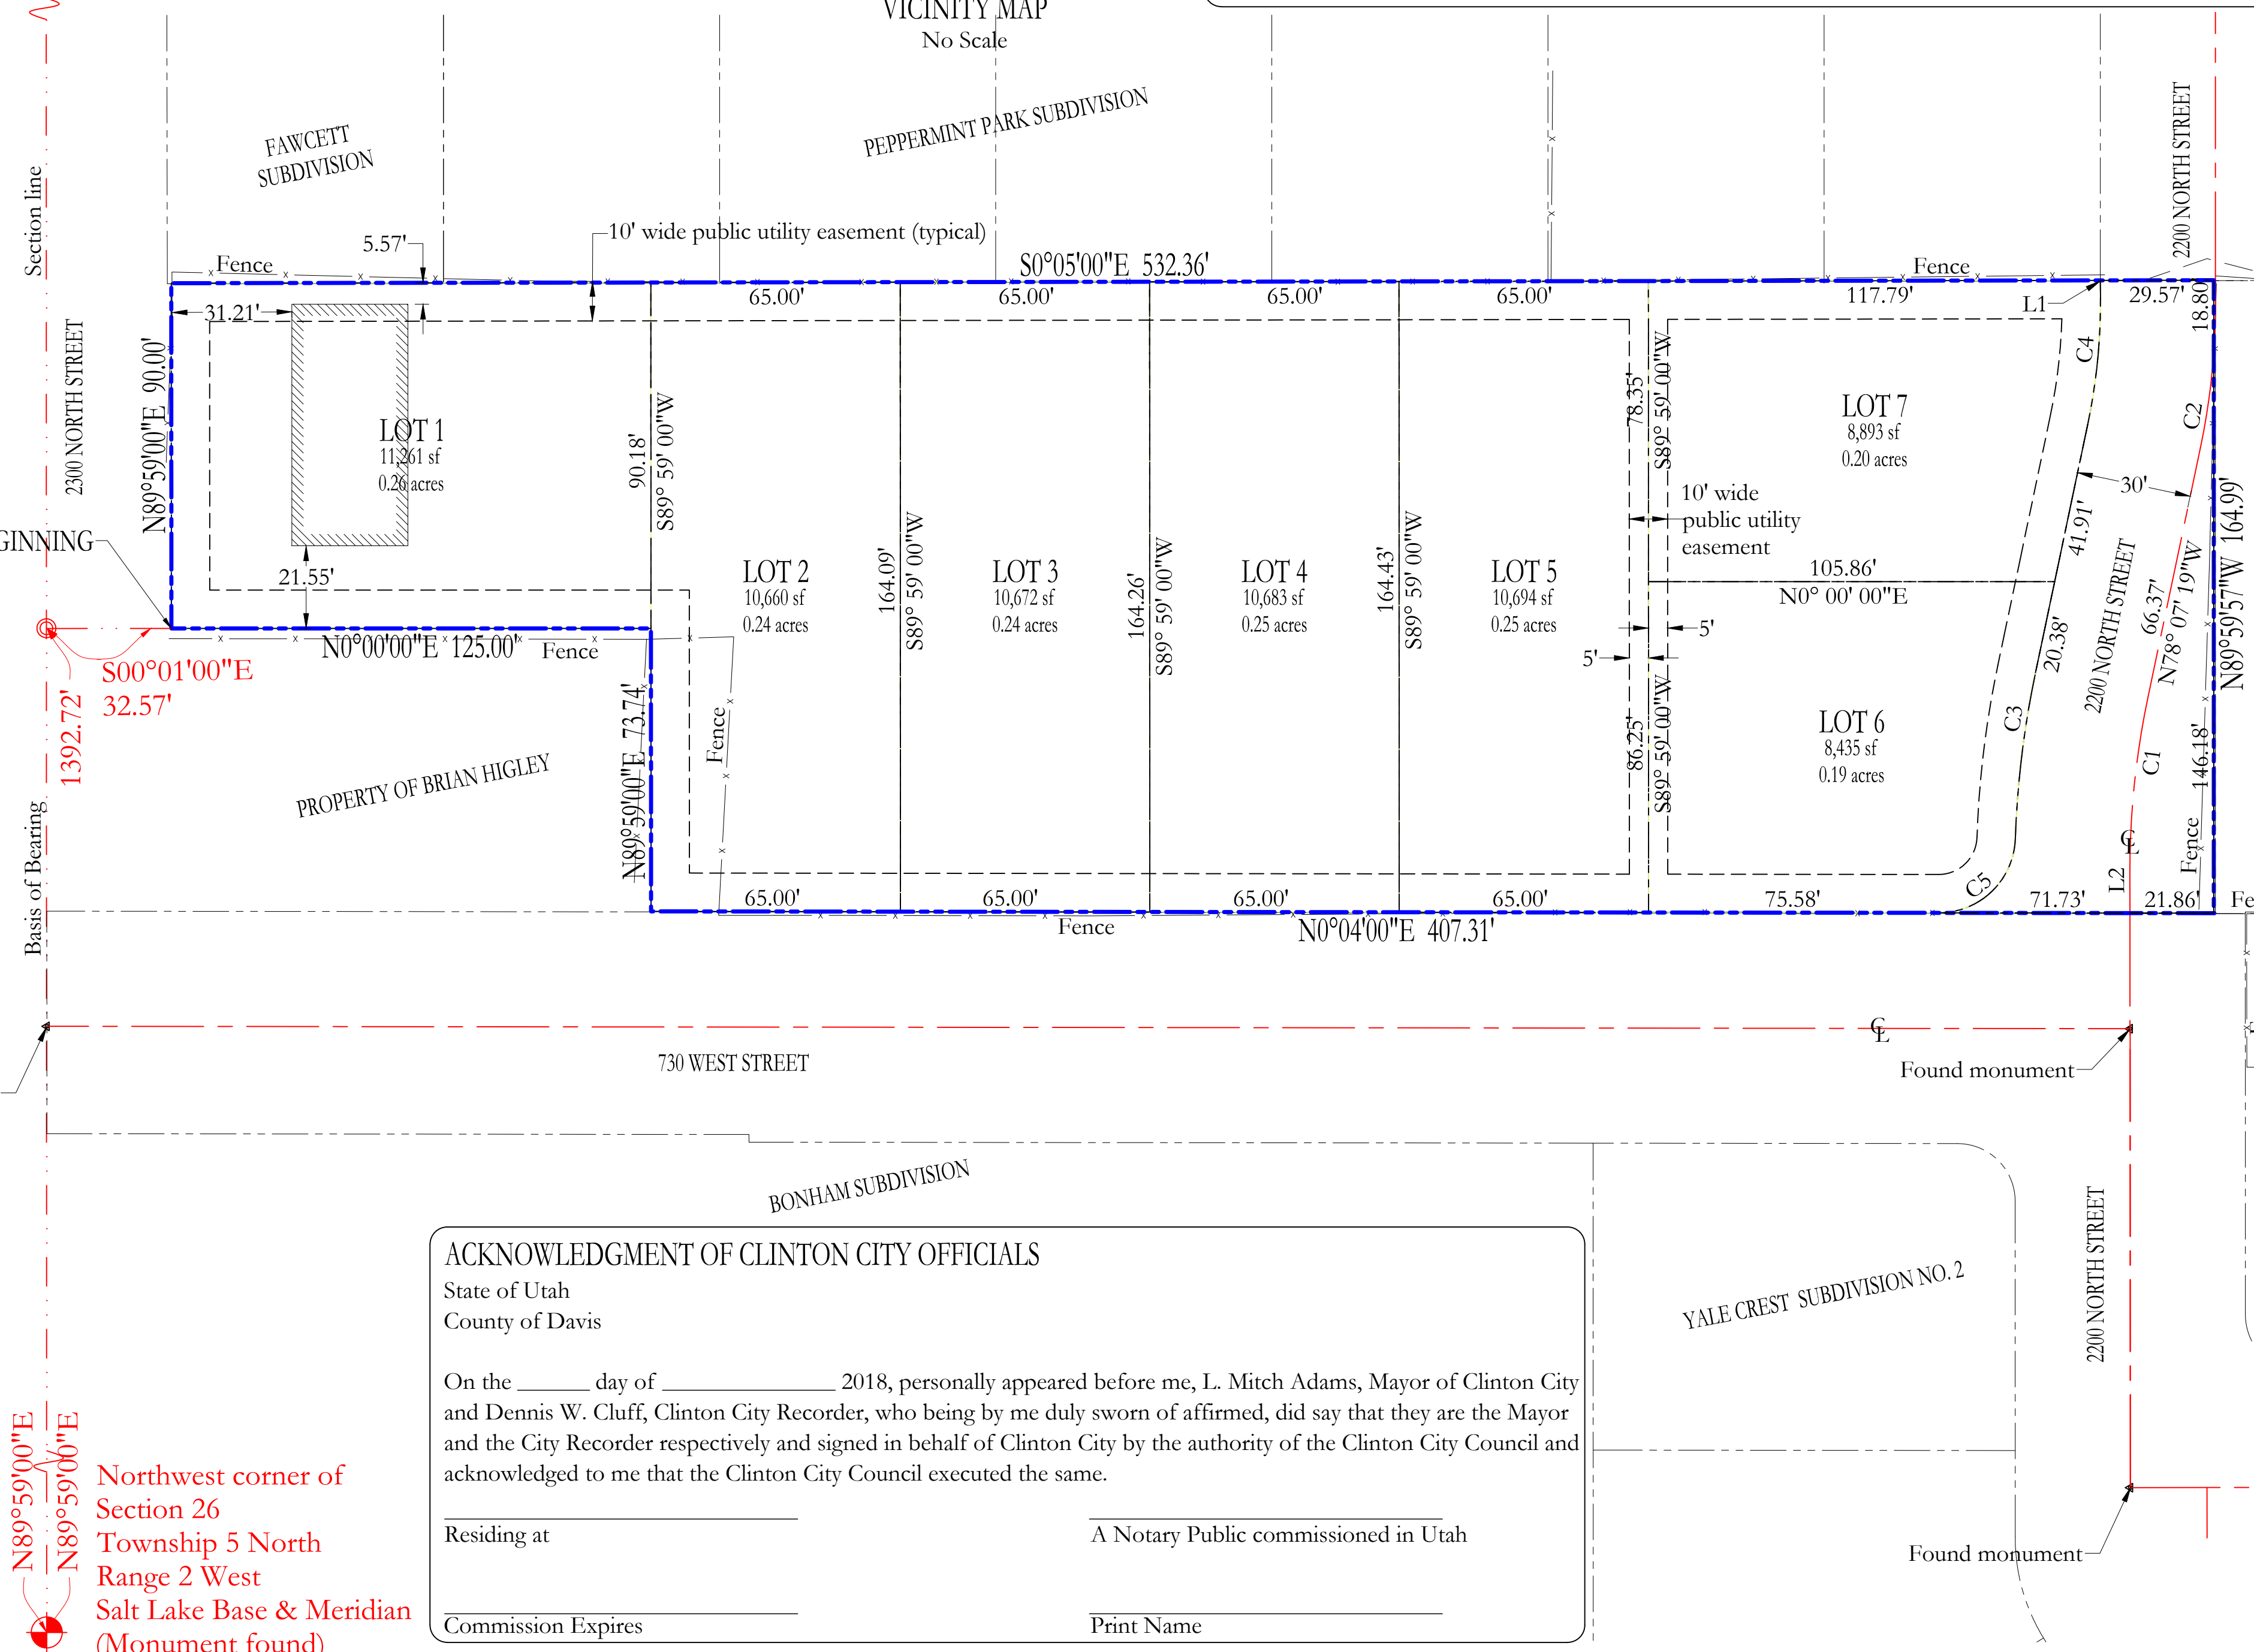 VICINITY MAP
No Scale
FAWCETT
SUBDIVISION
PEPPERMINT PARK SUBDIVISION
2200 NORTH STREET
Section line
5.57'
10' wide public utility easement (typical)
Fence
S0°05'00"E 532.36'
Fence
65.00'
65.00'
65.00'
65.00'
117.79'
L1
29.57'
18.80'
31.21'
2300 NORTH STREET
N89°59'00"E 90.00'
LOT 1
11,261 sf
0.26 acres
90.18'
S89° 59' 00"W
78.35'
S89° 59' 00"W
LOT 7
8,893 sf
0.20 acres
C4
C2
30'
41.91'
10' wide
public utility
easement
GINNING
21.55'
LOT 2
10,660 sf
0.24 acres
164.09'
S89° 59' 00"W
LOT 3
10,672 sf
0.24 acres
164.26'
S89° 59' 00"W
LOT 4
10,683 sf
0.25 acres
164.43'
S89° 59' 00"W
LOT 5
10,694 sf
0.25 acres
105.86'
N0° 00' 00"E
5'
5'
20.38'
2200 NORTH STREET
66.37'
N78° 07' 19"W
N89°59'57"W 164.99'
N0°00'00"E 125.00'
Fence
S00°01'00"E
32.57'
1392.72'
N89°59'00"E 73.74'
Fence
86.25'
S89° 59' 00"W
LOT 6
8,435 sf
0.19 acres
C3
C1
146.18'
PROPERTY OF BRIAN HIGLEY
Basis of Bearing
Fence
C5
L2
CL
65.00'
65.00'
65.00'
65.00'
75.58'
71.73'
21.86'
Fe
Fence
N0°04'00"E 407.31'
CL
730 WEST STREET
Found monument
BONHAM SUBDIVISION
YALE CREST SUBDIVISION NO. 2
2200 NORTH STREET
ACKNOWLEDGMENT OF CLINTON CITY OFFICIALS
State of Utah
County of Davis
On the ______ day of ______________ 2018, personally appeared before me, L. Mitch Adams, Mayor of Clinton City
and Dennis W. Cluff, Clinton City Recorder, who being by me duly sworn of affirmed, did say that they are the Mayor
and the City Recorder respectively and signed in behalf of Clinton City by the authority of the Clinton City Council and
acknowledged to me that the Clinton City Council executed the same.
Residing at
A Notary Public commissioned in Utah
Commission Expires
Print Name
Found monument
N89°59'00"E
N89°59'00"E
Northwest corner of
Section 26
Township 5 North
Range 2 West
Salt Lake Base & Meridian
(Monument found)